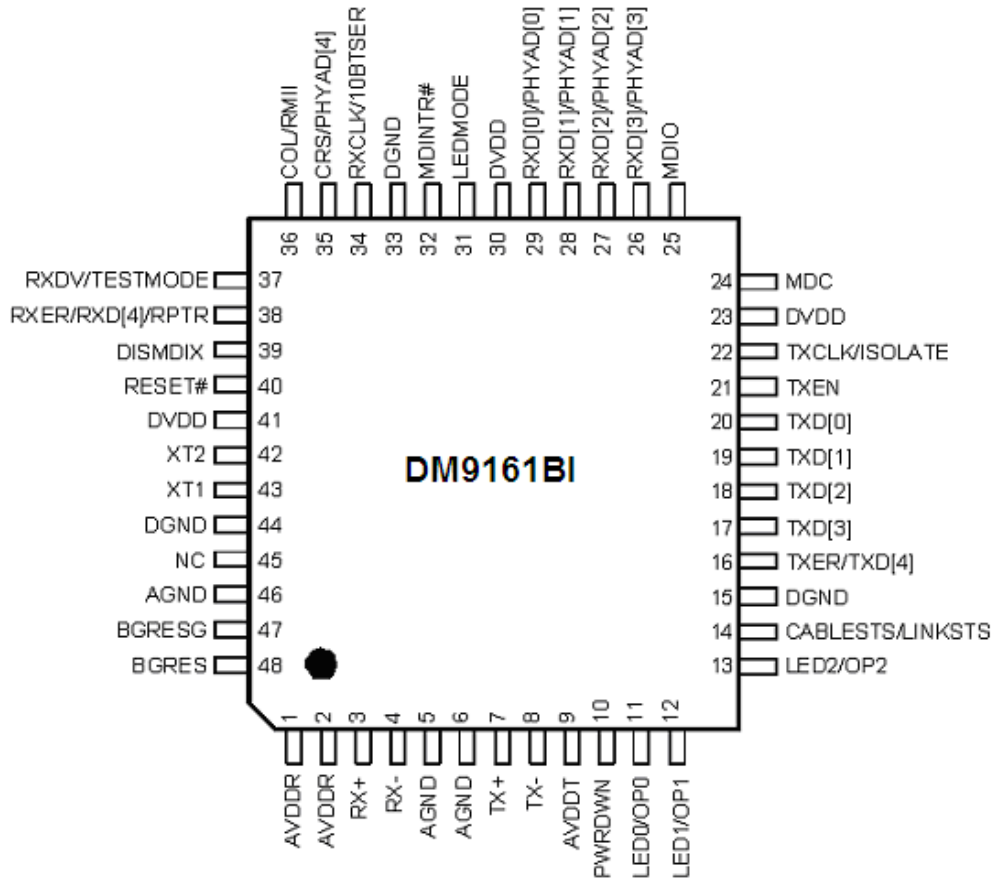 COL/RMII
CRS/PHYAD[4]
RXCLK/10BTSER
DGND
MDINTR#
LEDMODE
DVDD
RXD[0]/PHYAD[0]
RXD[1]/PHYAD[1]
RXD[2]/PHYAD[2]
RXD[3]/PHYAD[3]
MDIO
36
35
34
33
32
31
30
29
28
27
26
25
RXDV/TESTMODE 37
RXER/RXD[4]/RPTR 38
DISMDIX 39
RESET# 40
DVDD 41
XT2 42
XT1 43
DGND 44
NC 45
AGND 46
BGRESG 47
BGRES 48
DM9161BI
24 MDC
23 DVDD
22 TXCLK/ISOLATE
21 TXEN
20 TXD[0]
19 TXD[1]
18 TXD[2]
17 TXD[3]
16 TXER/TXD[4]
15 DGND
14 CABLESTS/LINKSTS
13 LED2/OP2
1
2
3
4
5
6
7
8
9
10
11
12
AVDDR
AVDDR
RX+
RX-
AGND
AGND
TX+
TX-
AVDDT
PWRDWN
LED0/OP0
LED1/OP1